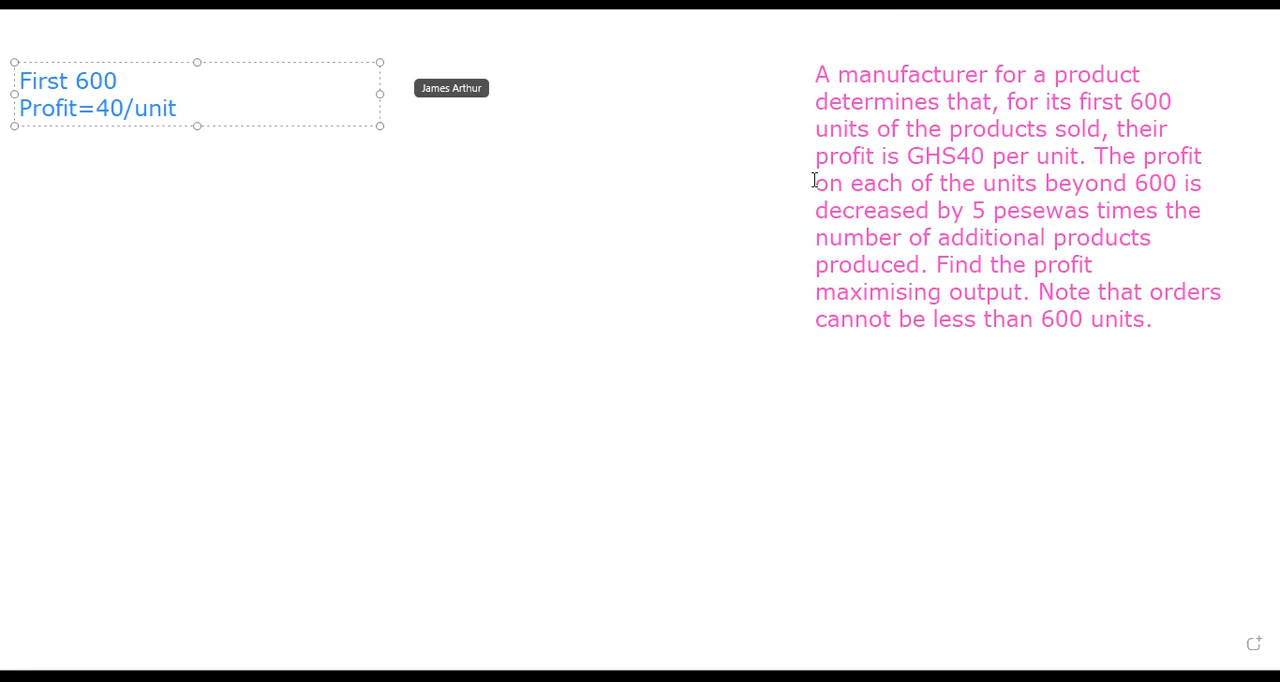 First 600
Profit=40/unit
James Arthur
A manufacturer for a product
determines that, for its first 600
units of the products sold, their
profit is GHS40 per unit. The profit
on each of the units beyond 600 is
decreased by 5 pesewas times the
number of additional products
produced. Find the profit
maximising output. Note that orders
cannot be less than 600 units.